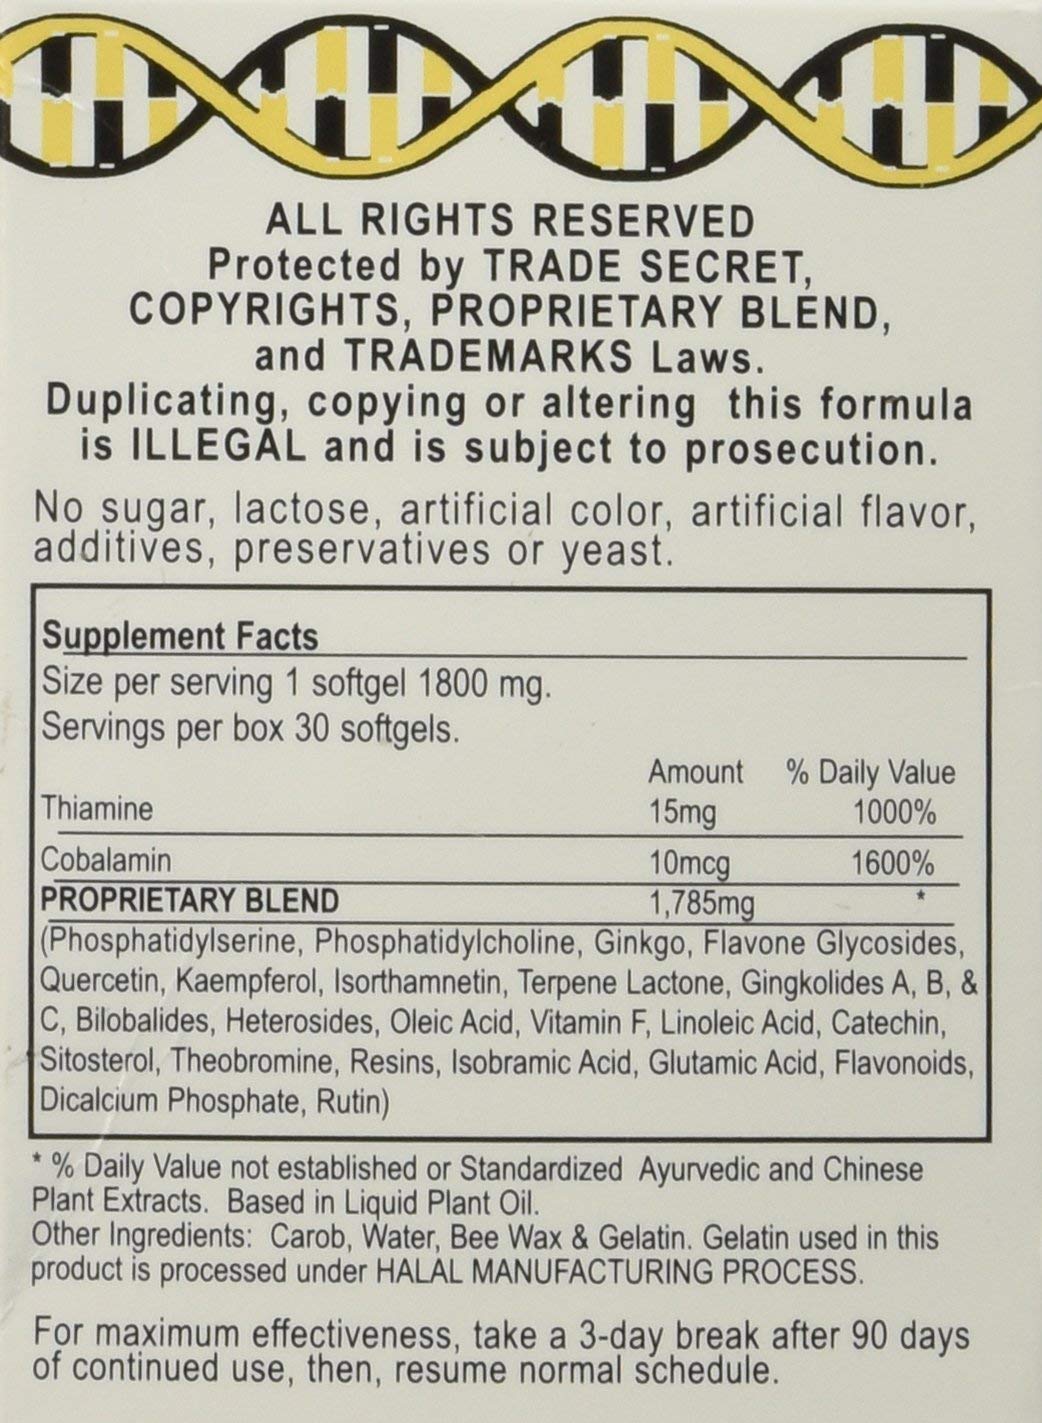 ALL RIGHTS RESERVED
Protected by TRADE SECRET,
COPYRIGHTS, PROPRIETARY BLEND,
and TRADEMARKS Laws.
Duplicating, copying or altering this formula
is ILLEGAL and is subject to prosecution.
No sugar, lactose, artificial color, artificial flavor,
additives, preservatives or yeast.
Supplement Facts
Size per serving 1 softgel 1800 mg.
Servings per box 30 softgels.
Amount % Daily Value
Thiamine 15mg 1000%
Cobalamin 10mcg 1600%
PROPRIETARY BLEND 1,785mg *
(Phosphatidylserine, Phosphatidylcholine, Ginkgo, Flavone Glycosides,
Quercetin, Kaempferol, Isorthamnetin, Terpene Lactone, Gingkolides A, B, &
C, Bilobalides, Heterosides, Oleic Acid, Vitamin F, Linoleic Acid, Catechin,
Sitosterol, Theobromine, Resins, Isobramic Acid, Glutamic Acid, Flavonoids,
Dicalcium Phosphate, Rutin)
* % Daily Value not established or Standardized Ayurvedic and Chinese
Plant Extracts. Based in Liquid Plant Oil.
Other Ingredients: Carob, Water, Bee Wax & Gelatin. Gelatin used in this
product is processed under HALAL MANUFACTURING PROCESS.
For maximum effectiveness, take a 3-day break after 90 days
of continued use, then, resume normal schedule.